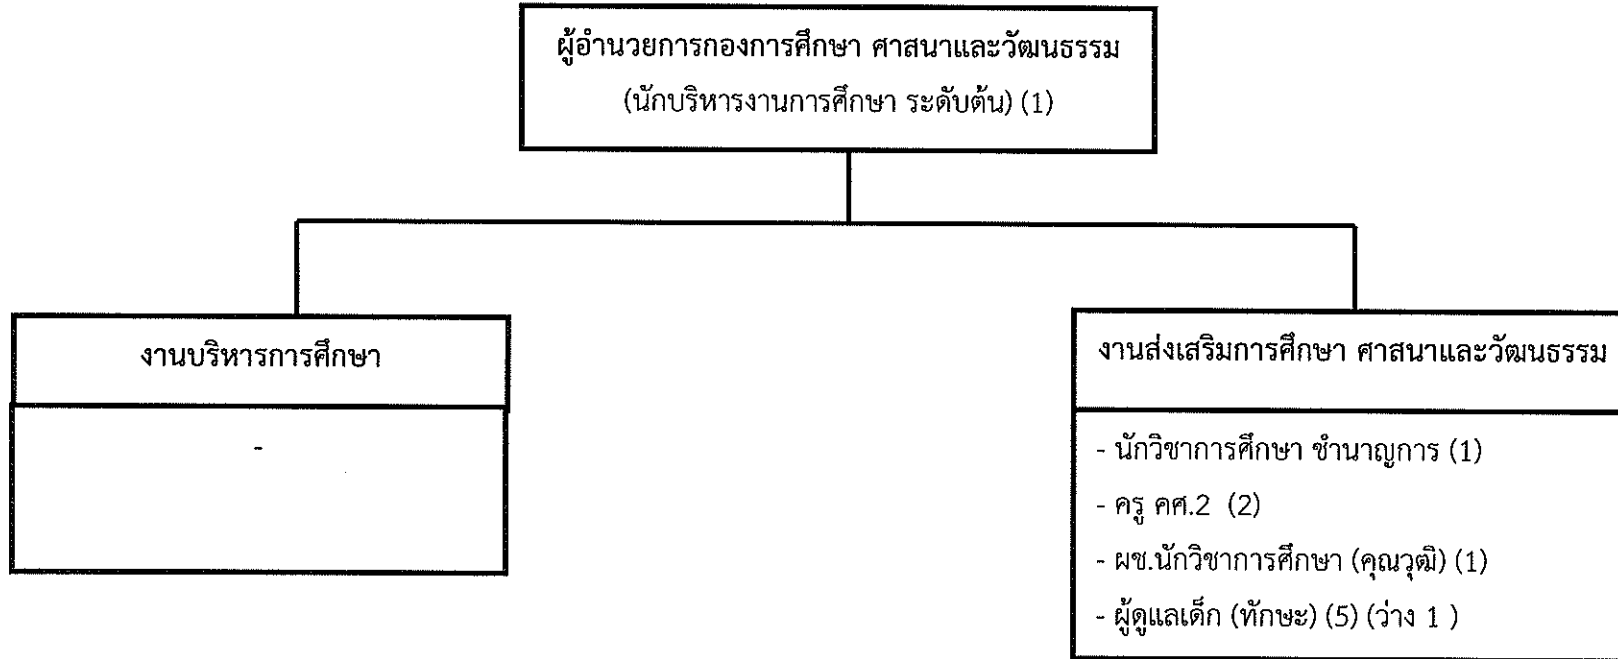 ผู้อำนวยการกองการศึกษา ศาสนาและวัฒนธรรม
(นักบริหารงานการศึกษา ระดับต้น) (1)
งานบริหารการศึกษา
-
งานส่งเสริมการศึกษา ศาสนาและวัฒนธรรม
- นักวิชาการศึกษา ชำนาญการ (1)
- ครู คศ.2 (2)
- ผช.นักวิชาการศึกษา (คุณวุฒิ) (1)
- ผู้ดูแลเด็ก (ทักษะ) (5) (ว่าง 1 )